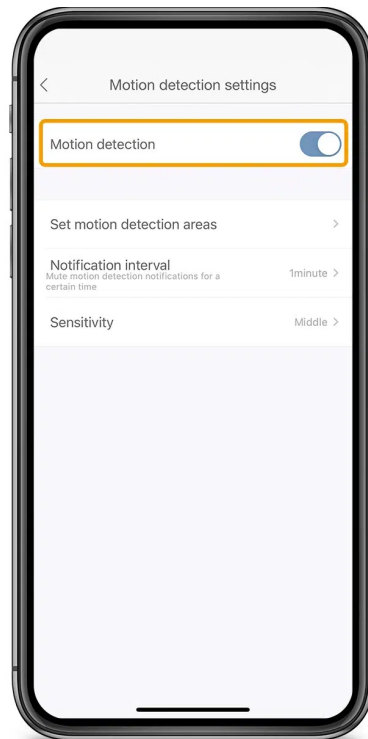 Motion detection settings
Motion detection
Set motion detection areas
Notification interval
Mute motion detection notifications for a
certain time
1minute
Sensitivity
Middle